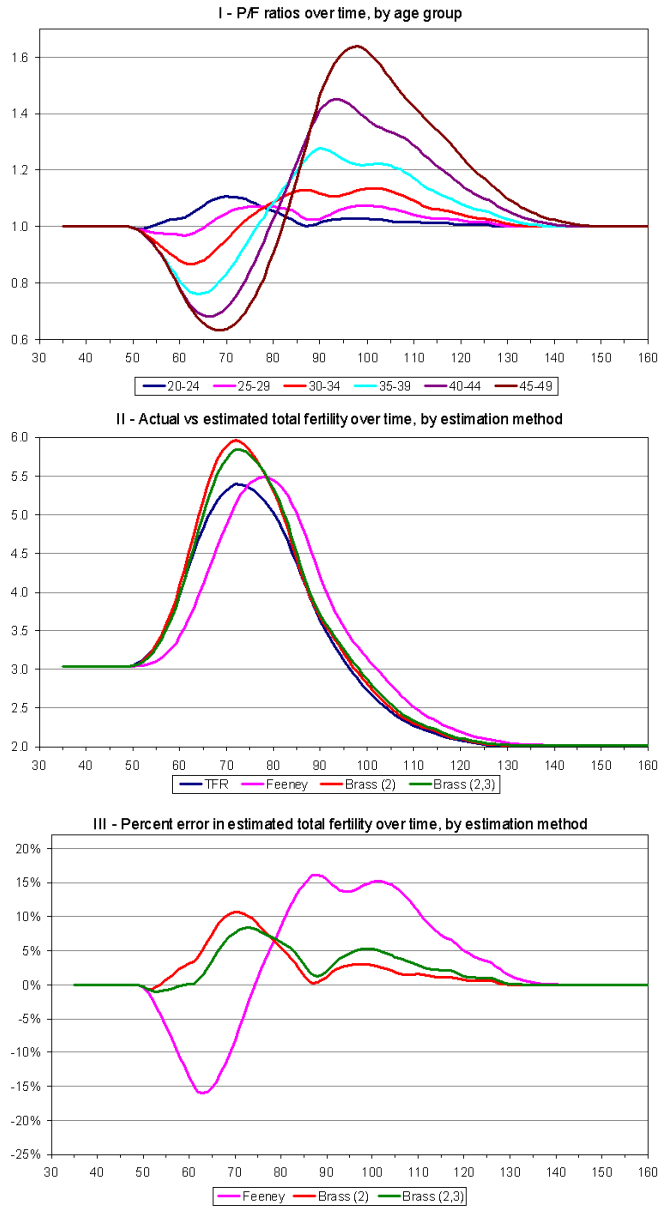 I - P/F ratios over time, by age group
1.6
1.4
1.2
1.0
0.8
0.6
30 40 50 60 70 80 90 100 110 120 130 140 150 160
20-24 25-29 30-34 35-39 40-44 45-49
II - Actual vs estimated total fertility over time, by estimation method
6.0
5.5
5.0
4.5
4.0
3.5
3.0
2.5
2.0
30 40 50 60 70 80 90 100 110 120 130 140 150 160
TFR Feeney Brass (2) Brass (2,3)
III - Percent error in estimated total fertility over time, by estimation method
20%
15%
10%
5%
0%
-5%
-10%
-15%
-20%
-25%
30 40 50 60 70 80 90 100 110 120 130 140 150 160
Feeney Brass (2) Brass (2,3)